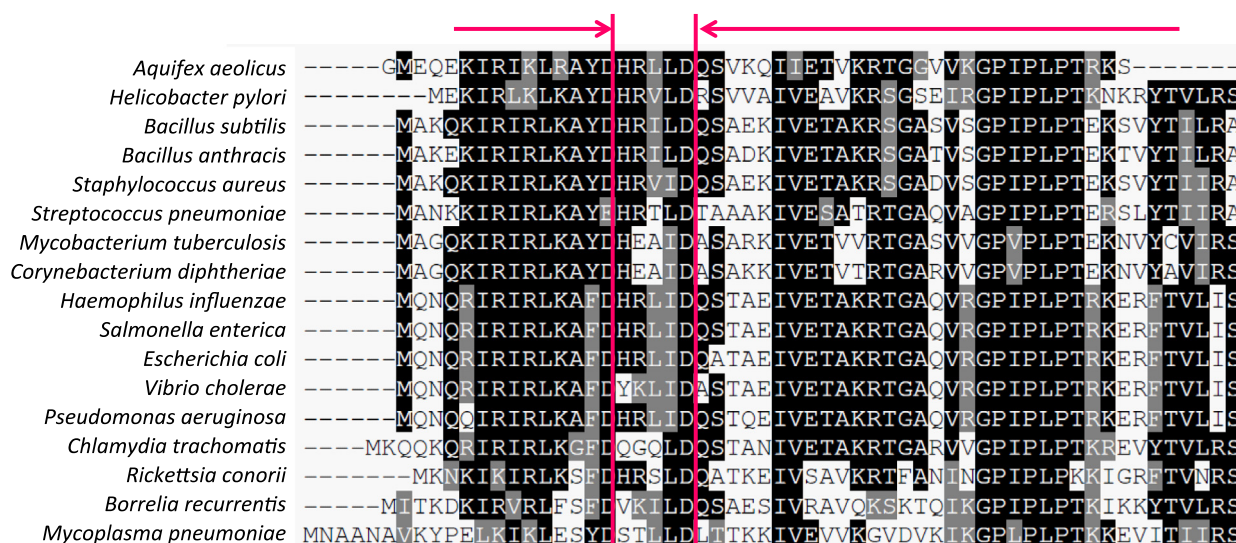 Aquifex aeolicus -----GMEQEKIRIKLRAYDHRLLDQSVKQIIETVKRTGGVVKGPIPLPTRKS-------
Helicobacter pylori --------MEKIRLKLKAYDHRVLDRSVVAIVEAVKRSGSEIRGPIPLPTKNKRYTVLRS
Bacillus subtilis ------MAKQKIRIRLKAYDHRILDQSAEKIVETAKRSGASVSGPIPLPTEKSVYTILRA
Bacillus anthracis ------MAKEKIRIRLKAYDHRILDQSADKIVETAKRSGATVSGPIPLPTEKTVYTILRA
Staphylococcus aureus ------MAKQKIRIRLKAYDHRVIDQSAEKIVETAKRSGADVSGPIPLPTEKSVYTIIRA
Streptococcus pneumoniae ------MANKKIRIRLKAYEHRTLDTAAAKIVESATRTGAQVAGPIPLPTERSLYTIIRA
Mycobacterium tuberculosis ------MAGQKIRIRLKAYDHEAIDASARKIVETVVRTGASVVGPVPLPTEKNVYCVIRS
Corynebacterium diphtheriae ------MAGQKIRIRLKAYDHEAIDASAKKIVETVTRTGARVVGPVPLPTEKNVYAVIRS
Haemophilus influenzae ------MQNQRIRIRLKAFDHRLIDQSTAEIVETAKRTGAQVRGPIPLPTRKERFTVLIS
Salmonella enterica ------MQNQRIRIRLKAFDHRLIDQSTAEIVETAKRTGAQVRGPIPLPTRKERFTVLIS
Escherichia coli ------MQNQRIRIRLKAFDHRLIDQATAEIVETAKRTGAQVRGPIPLPTRKERFTVLIS
Vibrio cholerae ------MQNQRIRIRLKAFDYKLIDASTAEIVETAKRTGAQVRGPIPLPTRKERFTVLIS
Pseudomonas aeruginosa ------MQNQQIRIRLKAFDHRLIDQSTQEIVETAKRTGAQVRGPIPLPTRKERFTVLIS
Chlamydia trachomatis ----MKQQKQRIRIRLKGFDQGQLDQSTANIVETAKRTGARVVGPIPLPTKREVYTVLRS
Rickettsia conorii -------MKNKIKIRLKSFDHRSLDQATKEIVSAVKRTFANINGPIPLPKKIGRFTVNRS
Borrelia recurrentis -----MITKDKIRVRLFSFDVKILDQSAESIVRAVQKSKTQIKGPIPLPTKIKKYTVLRS
Mycoplasma pneumoniae MNAANAVKYPELKIKLESYDSTLLDLTTKKIVEVVKGVDVKIKGPLPLPTKKEVITIIRS